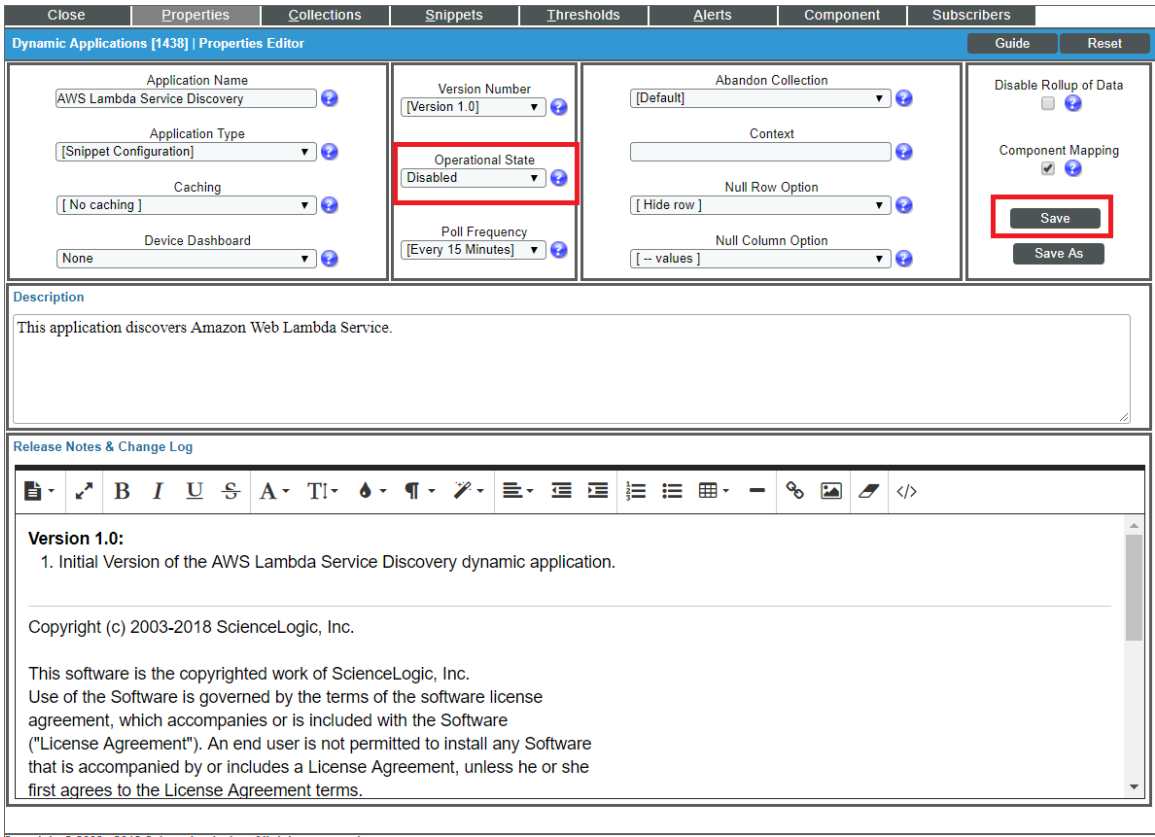 Close Properties Collections Snippets Thresholds Alerts Component Subscribers
Dynamic Applications [1438] | Properties Editor Guide Reset
Application Name
AWS Lambda Service Discovery
Application Type
[Snippet Configuration]
Caching
[ No caching ]
Device Dashboard
None
Version Number
[Version 1.0]
Operational State
Disabled
Poll Frequency
[Every 15 Minutes]
Abandon Collection
[Default]
Context
Null Row Option
[ Hide row ]
Null Column Option
[ -- values ]
Disable Rollup of Data
Component Mapping
Save
Save As
Description
This application discovers Amazon Web Lambda Service.
Release Notes & Change Log
Version 1.0:
1. Initial Version of the AWS Lambda Service Discovery dynamic application.
Copyright (c) 2003-2018 ScienceLogic, Inc.
This software is the copyrighted work of ScienceLogic, Inc.
Use of the Software is governed by the terms of the software license
agreement, which accompanies or is included with the Software
("License Agreement"). An end user is not permitted to install any Software
that is accompanied by or includes a License Agreement, unless he or she
first agrees to the License Agreement terms.